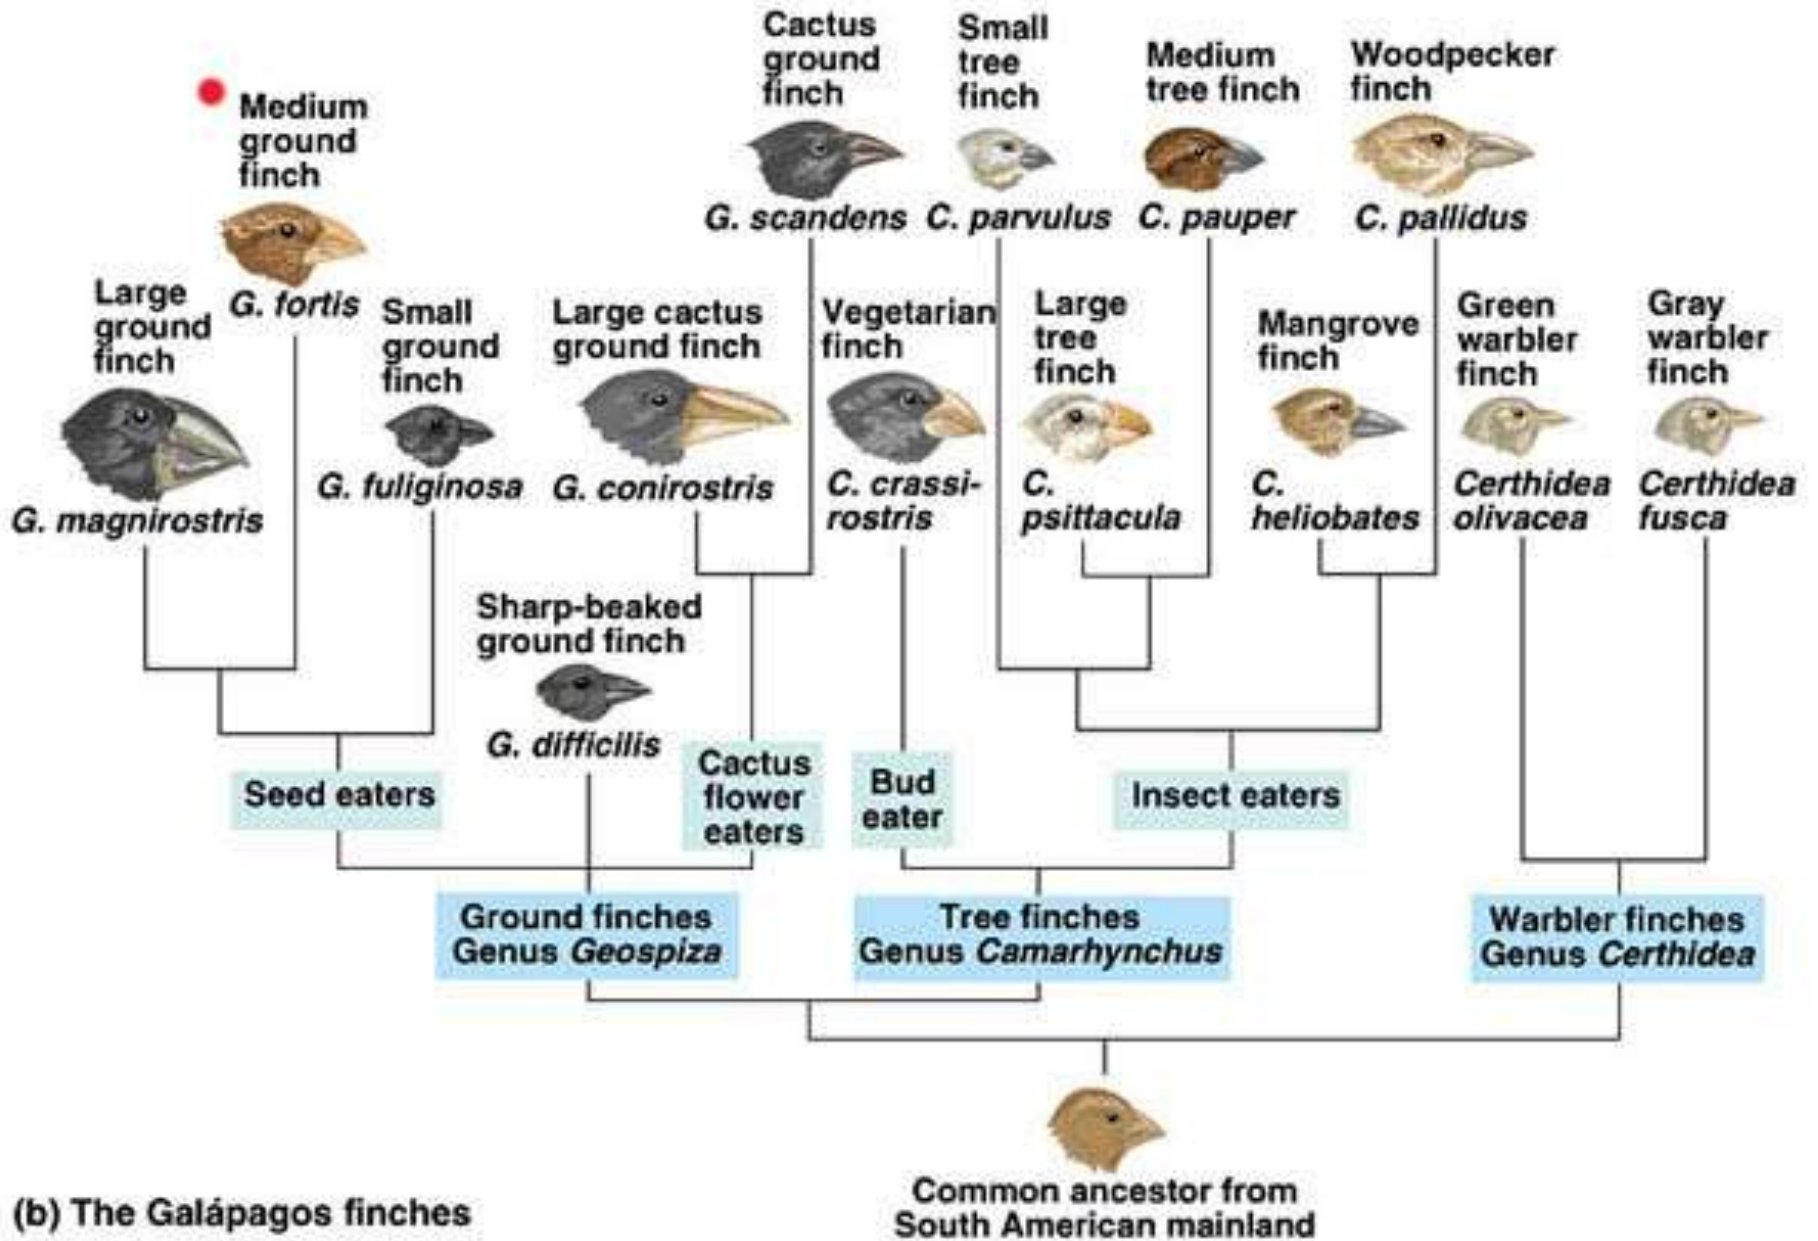 Cactus
ground
finch
G. scandens
Small
tree
finch
C. parvulus
Medium
tree finch
C. pauper
Woodpecker
finch
C. pallidus
Medium
ground
finch
G. fortis
Large
ground
finch
G. magnirostris
Small
ground
finch
G. fuliginosa
Large cactus
ground finch
G. conirostris
Vegetarian
finch
C. crassi-
rostris
Large
tree
finch
C.
psittacula
Mangrove
finch
C.
heliobates
Green
warbler
finch
Certhidea
olivacea
Gray
warbler
finch
Certhidea
fusca
Sharp-beaked
ground finch
G. difficilis
Seed eaters
Cactus
flower
eaters
Bud
eater
Insect eaters
Ground finches
Genus Geospiza
Tree finches
Genus Camarhynchus
Warbler finches
Genus Certhidea
Common ancestor from
South American mainland
(b) The Galápagos finches